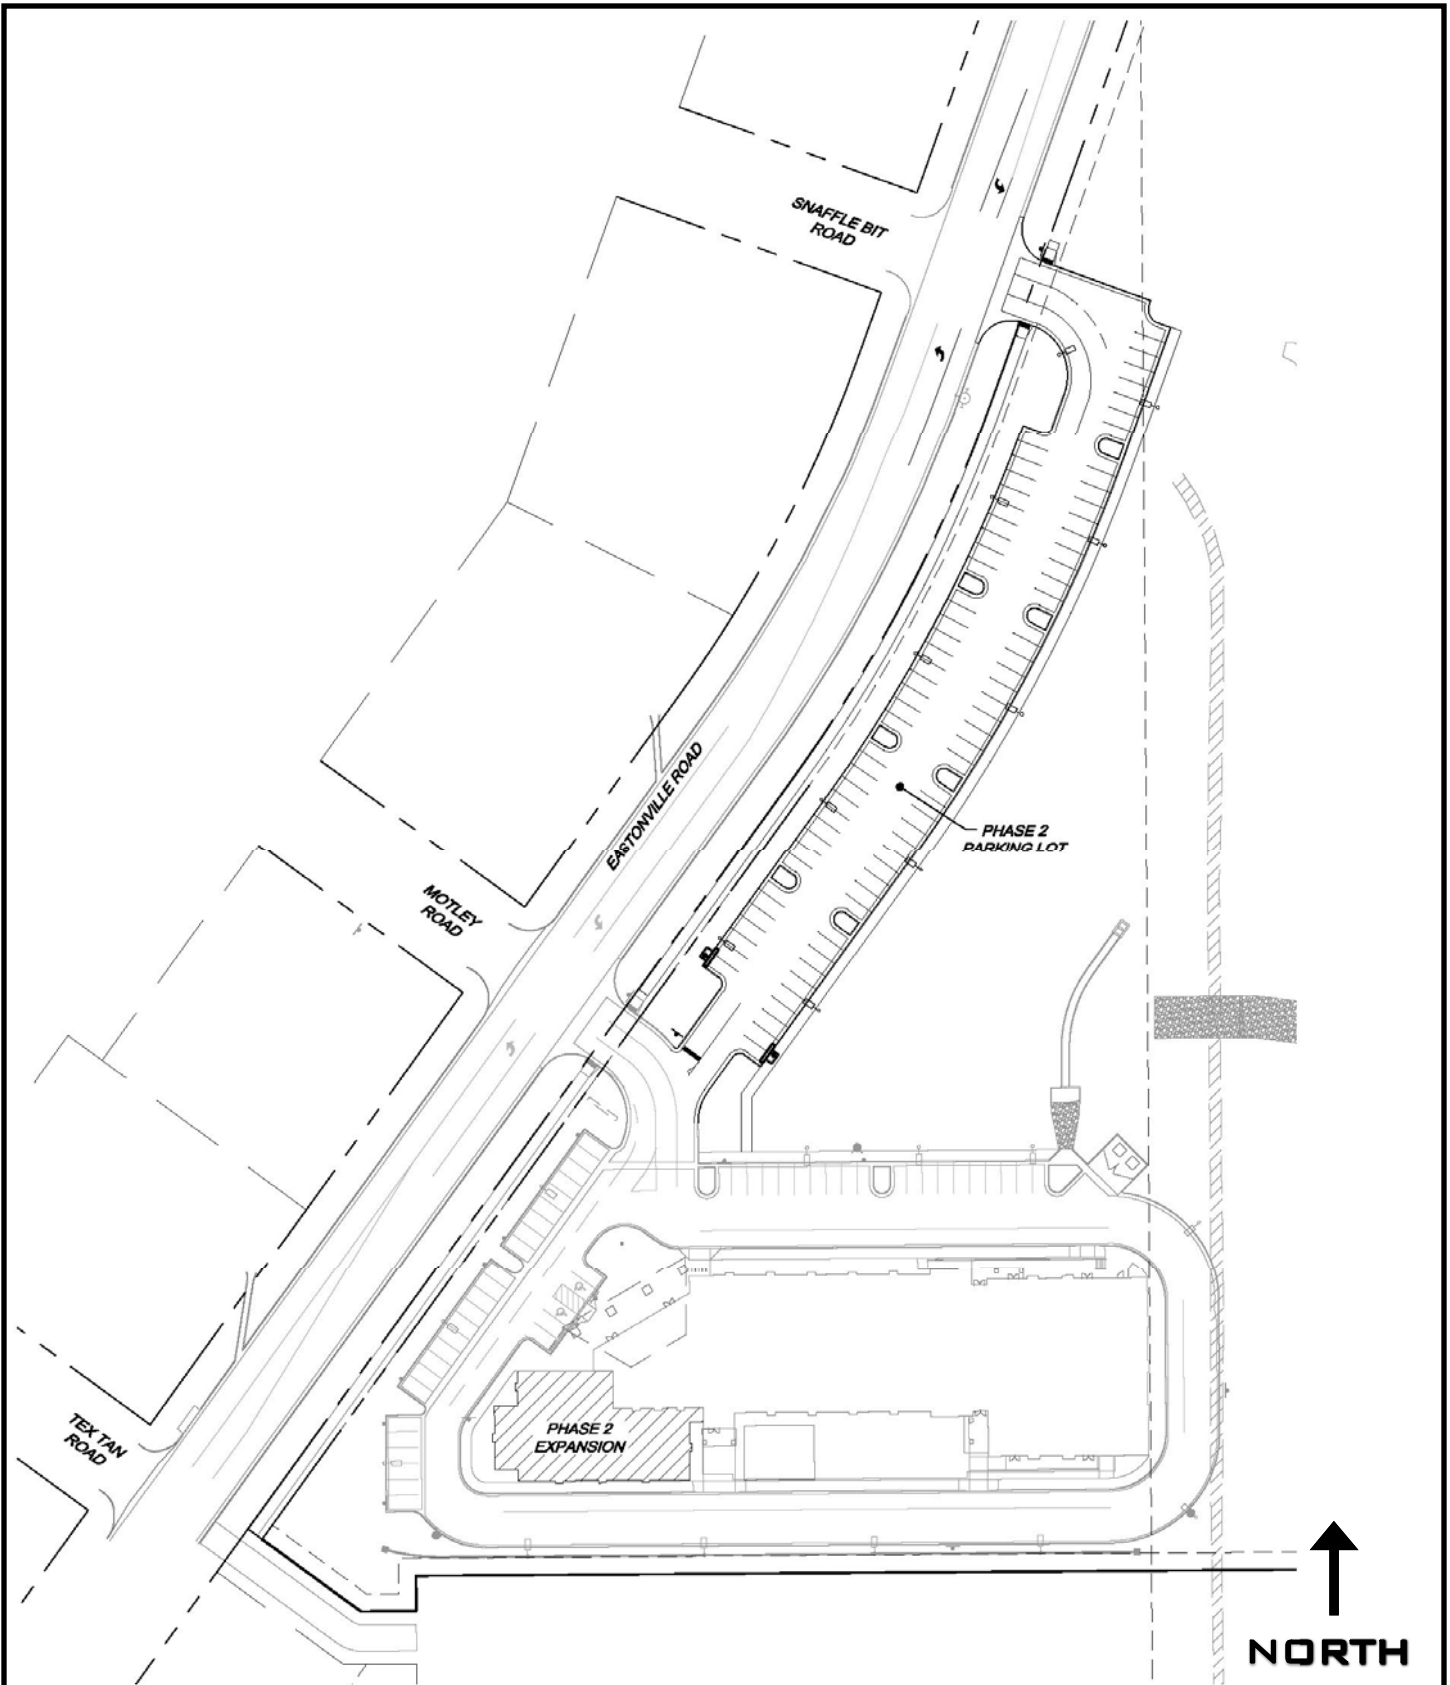 SNAFFLE BIT
ROAD
EASTONVILLE ROAD
PHASE 2
PARKING LOT
MOTLEY
ROAD
TEX TAN
ROAD
PHASE 2
EXPANSION
NORTH